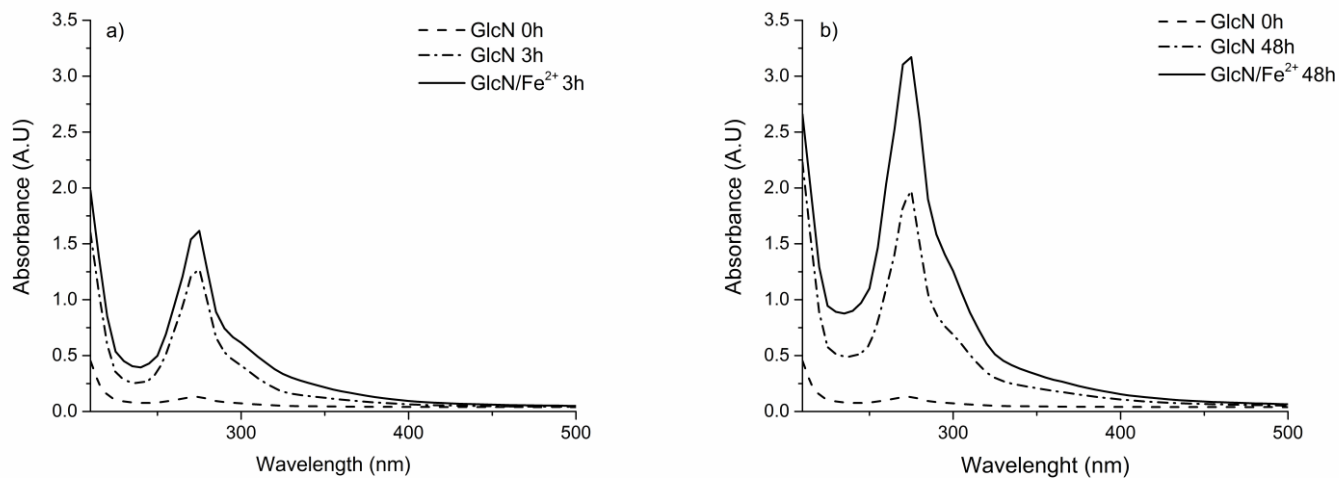 a)
GlcN 0h
GlcN 3h
GlcN/Fe²⁺ 3h
3.5
3.0
2.5
2.0
1.5
1.0
0.5
0.0
Absorbance (A.U)
300
400
500
Wavelength (nm)
b)
GlcN 0h
GlcN 48h
GlcN/Fe²⁺ 48h
3.5
3.0
2.5
2.0
1.5
1.0
0.5
0.0
Absorbance (A.U)
300
400
500
Wavelenght (nm)